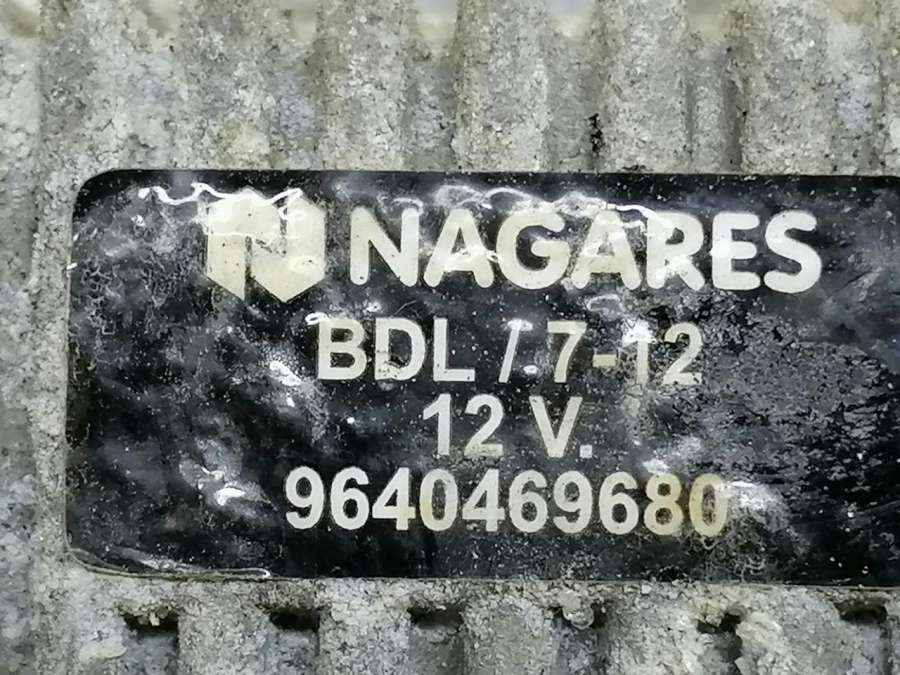 NAGARES
BDL / 7-12
12 V.
9640469680